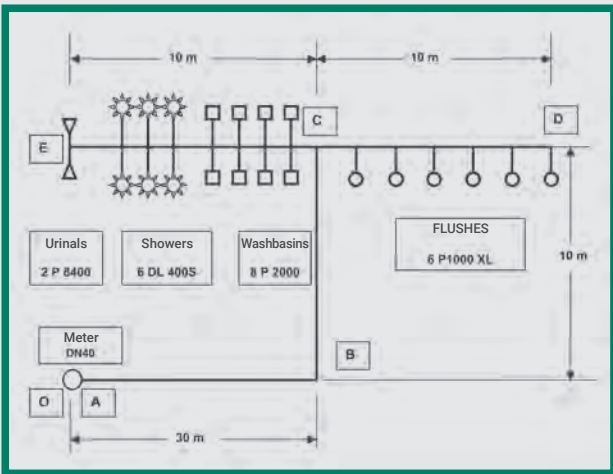 10 m
10 m
E
C
D
Urinals
2 P 6400
Showers
6 DL 400S
Washbasins
8 P 2000
FLUSHES
6 P1000 XL
10 m
Meter
DN40
B
O
A
30 m